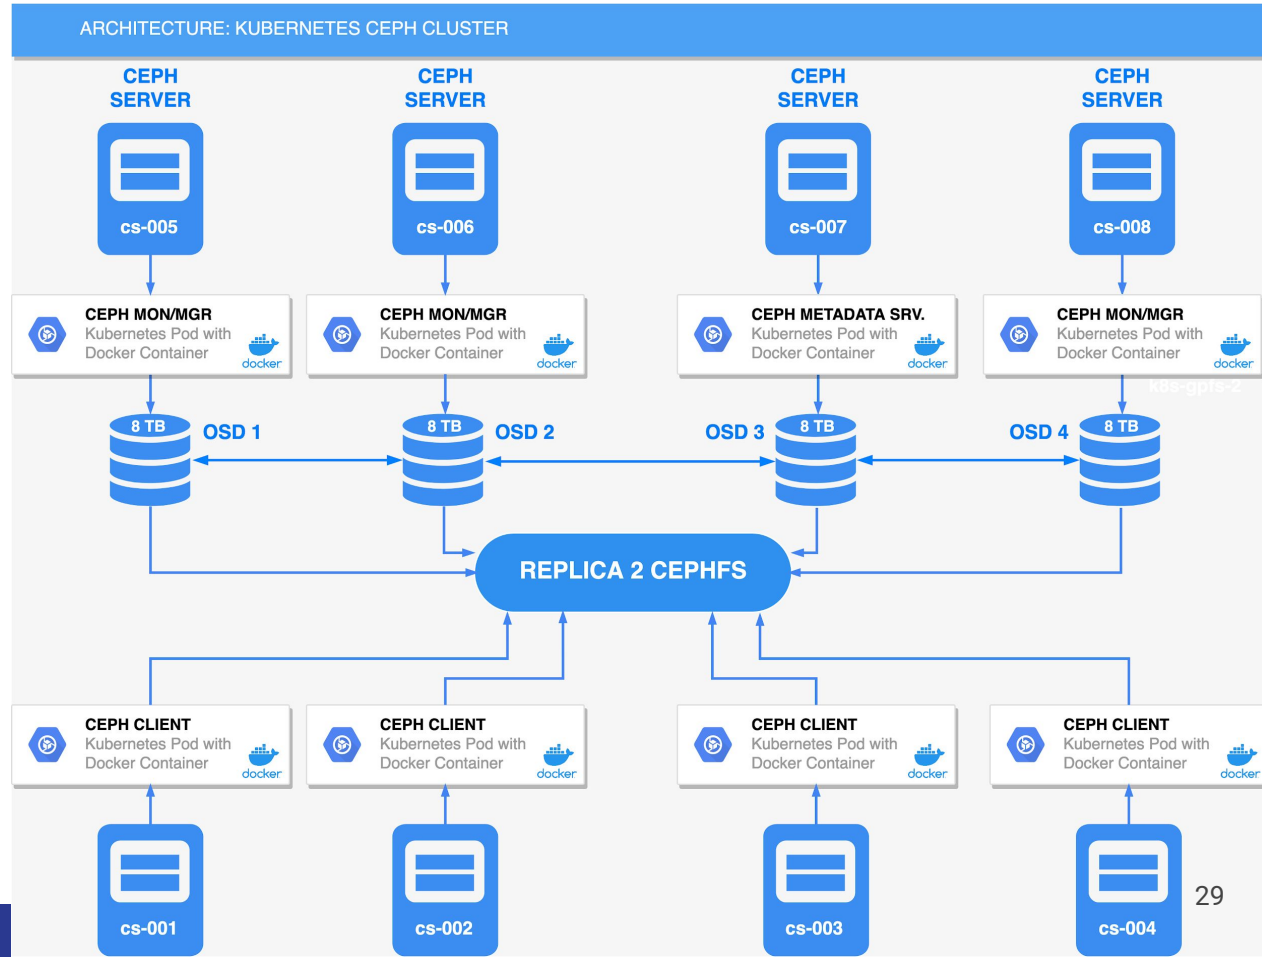 ARCHITECTURE: KUBERNETES CEPH CLUSTER
CEPH
SERVER
CEPH
SERVER
CEPH
SERVER
CEPH
SERVER
cs-005
cs-006
cs-007
cs-008
CEPH MON/MGR
Kubernetes Pod with
Docker Container
docker
CEPH MON/MGR
Kubernetes Pod with
Docker Container
docker
CEPH METADATA SRV.
Kubernetes Pod with
Docker Container
docker
CEPH MON/MGR
Kubernetes Pod with
Docker Container
docker
k8s-gpfs-2
8 TB
OSD 1
8 TB
OSD 2
OSD 3
8 TB
OSD 4
8 TB
REPLICA 2 CEPHFS
CEPH CLIENT
Kubernetes Pod with
Docker Container
docker
CEPH CLIENT
Kubernetes Pod with
Docker Container
docker
CEPH CLIENT
Kubernetes Pod with
Docker Container
docker
CEPH CLIENT
Kubernetes Pod with
Docker Container
docker
cs-001
cs-002
cs-003
cs-004
29